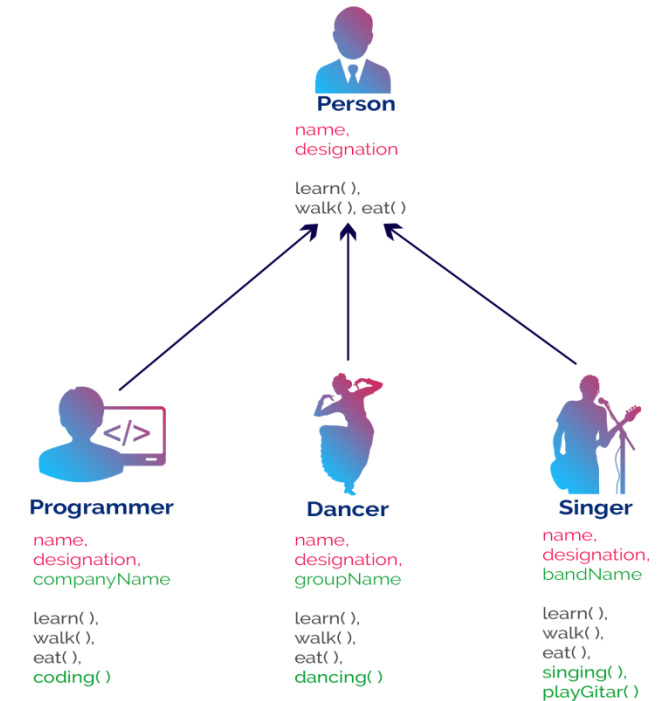 Person
name,
designation
learn( ),
walk( ), eat( )
</>
Programmer
name,
designation,
companyName
learn( ),
walk( ),
eat( ),
coding( )
Dancer
name,
designation,
groupName
learn( ),
walk( ),
eat( ),
dancing( )
Singer
name,
designation,
bandName
learn( ),
walk( ),
eat( ),
singing( ),
playGitar( )